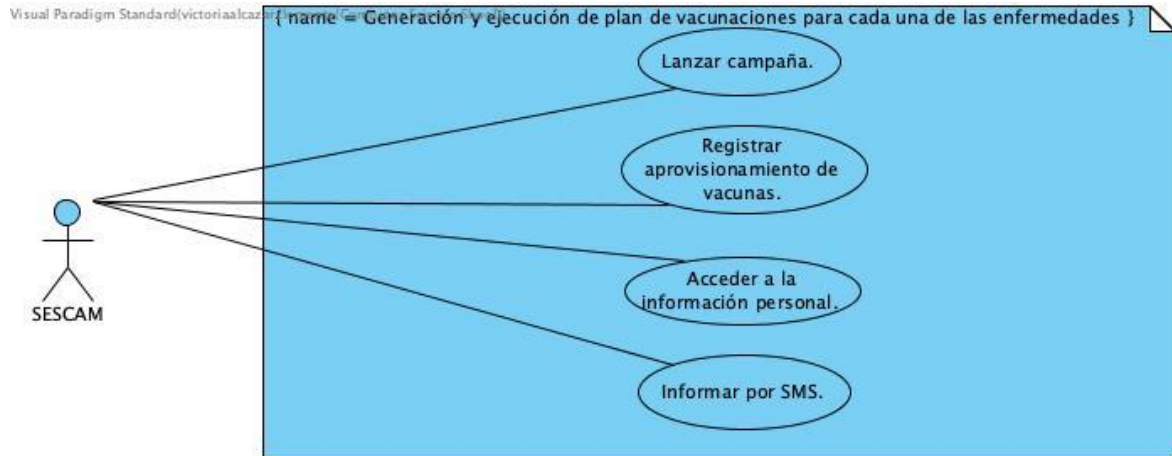 Visual Paradigm Standard(victoriaalcazar
{ name = Generación y ejecución de plan de vacunaciones para cada una de las enfermedades }
Lanzar campaña.
Registrar
aprovisionamiento de
vacunas.
Acceder a la
información personal.
Informar por SMS.
SESCAM